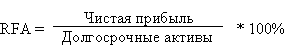 Чистая прибыль
RFA = * 100%
Долгосрочные активы